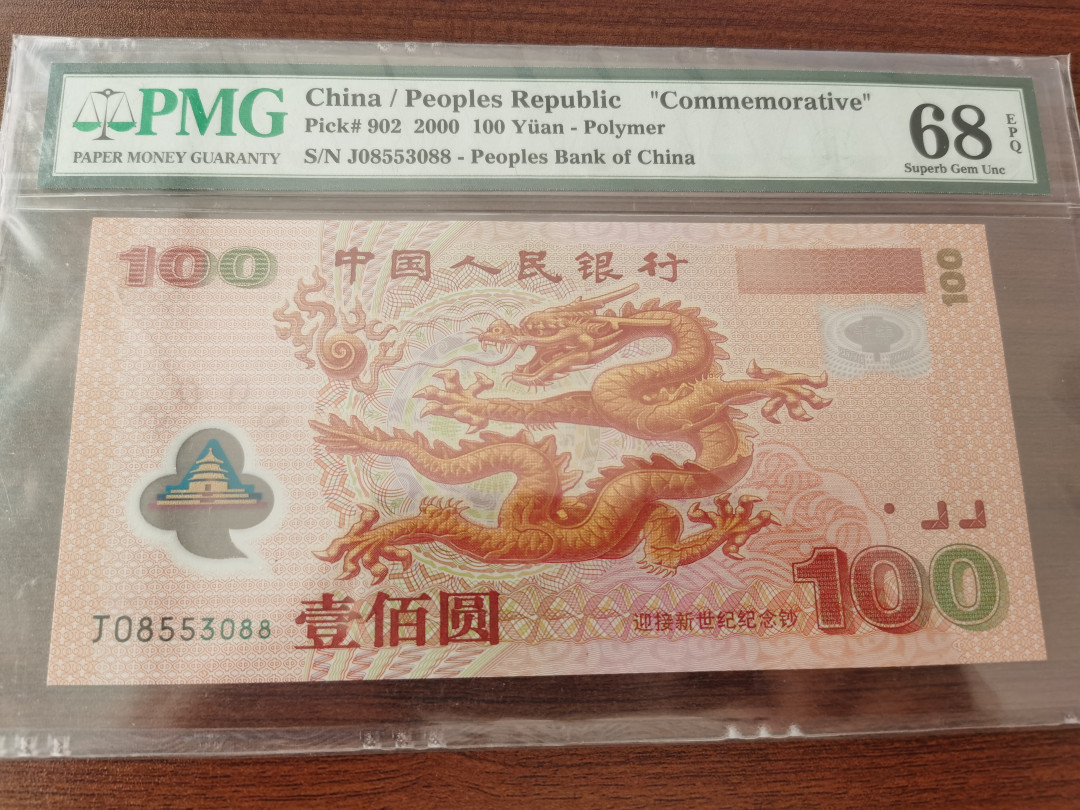 PMG
PAPER MONEY GUARANTY
China / Peoples Republic "Commemorative"
Pick# 902 2000 100 Yüan - Polymer
S/N J08553088 - Peoples Bank of China
68
EPQ
Superb Gem Unc
100
中国人民银行
100
J08553088
壹佰圆
迎接新世纪纪念钞
100